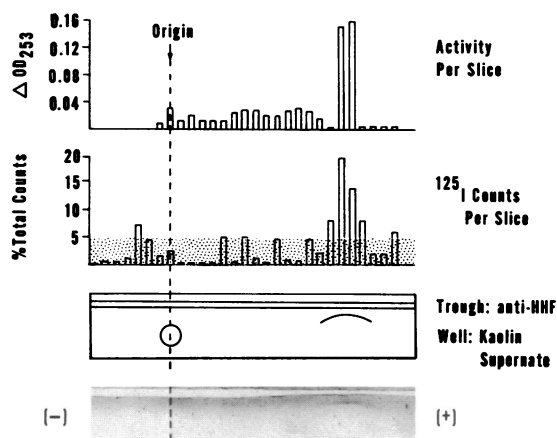 0.16
0.12
0.08
0.04
Δ OD253
Origin
Activity
Per Slice
20
15
10
5
%Total Counts
125I Counts
Per Slice
Trough: anti-HHF
Well: Kaolin
Supernate
(−)
(+)